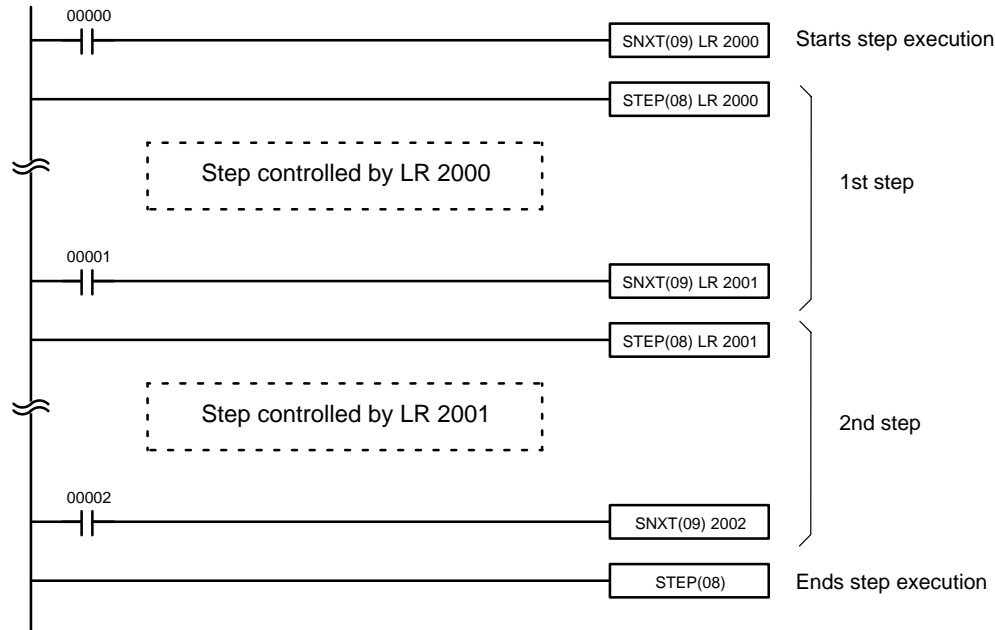 00000
SNXT(09) LR 2000 Starts step execution
STEP(08) LR 2000
Step controlled by LR 2000
1st step
00001
SNXT(09) LR 2001
STEP(08) LR 2001
Step controlled by LR 2001
2nd step
00002
SNXT(09) 2002
STEP(08) Ends step execution